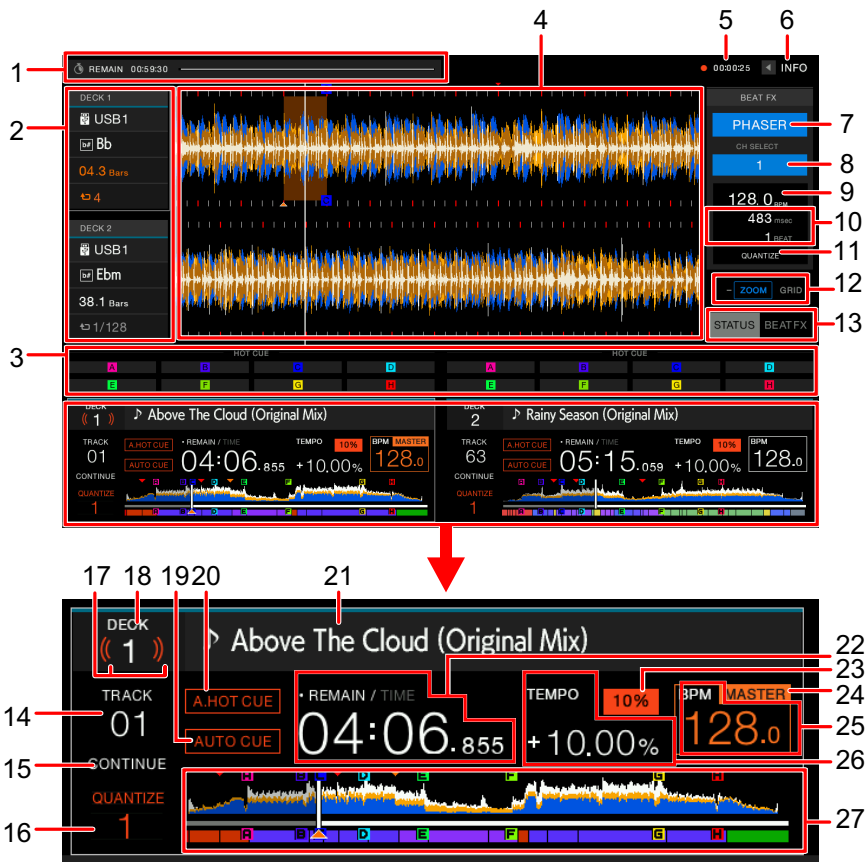 4 5 6
1 REMAIN 00:59:30 00:00:25 INFO
2 DECK 1 BEAT FX
USB1 PHASER 7
b# Bb CH SELECT
04.3 Bars 1 8
4 128.0 BPM 9
DECK 2 483 msec 10
USB1 1 BEAT
b# Ebm QUANTIZE 11
38.1 Bars - ZOOM GRID 12
1/128 STATUS BEAT FX 13
3 HOT CUE HOT CUE
A B C D A B C D
E F G H E F G H
DECK 1 ♪ Above The Cloud (Original Mix) DECK 2 ♪ Rainy Season (Original Mix)
TRACK 01 A.HOT CUE • REMAIN / TIME TEMPO 10% BPM MASTER TRACK 63 A.HOT CUE • REMAIN / TIME TEMPO 10% BPM
CONTINUE AUTO CUE 04:06.855 +10.00% 128.0 CONTINUE AUTO CUE 05:15.059 +10.00% 128.0
QUANTIZE 1 A B C D E F G H QUANTIZE 1 A B C D E F G H
A B C D E F G H A B C D E F G H
17 18 19 20 21
DECK
1 ♪ Above The Cloud (Original Mix) 22
23
14 TRACK A.HOT CUE • REMAIN / TIME TEMPO 10% BPM MASTER 24
01 04:06.855 +10.00% 128.0 25
15 CONTINUE AUTO CUE 26
QUANTIZE A B C D E F G H
16 1 27
A B C D E F G H